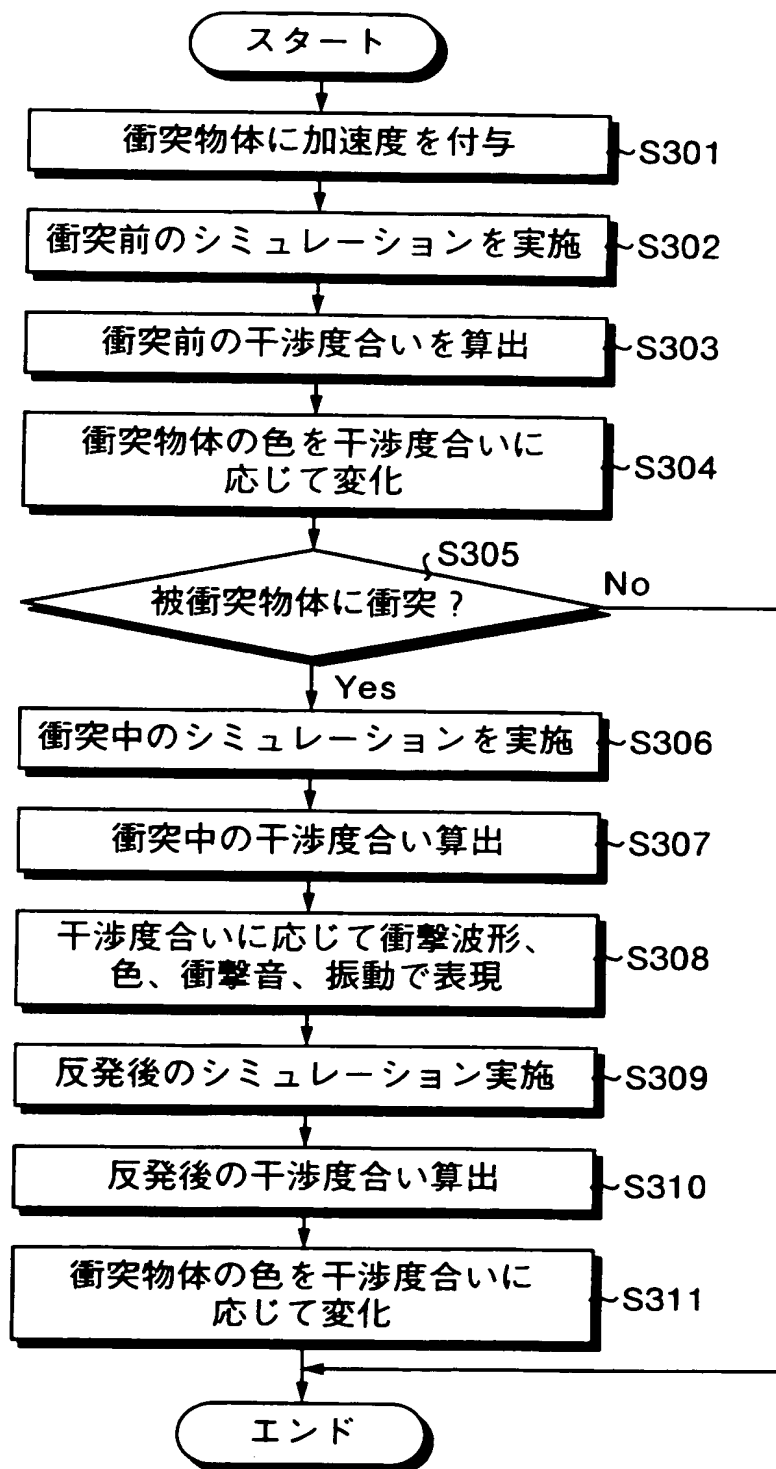 スタート
衝突物体に加速度を付与
S301
衝突前のシミュレーションを実施
S302
衝突前の干渉度合いを算出
S303
衝突物体の色を干渉度合いに
応じて変化
S304
S305
被衝突物体に衝突?
No
Yes
衝突中のシミュレーションを実施
S306
衝突中の干渉度合い算出
S307
干渉度合いに応じて衝撃波形、
色、衝撃音、振動で表現
S308
反発後のシミュレーション実施
S309
反発後の干渉度合い算出
S310
衝突物体の色を干渉度合いに
応じて変化
S311
エンド